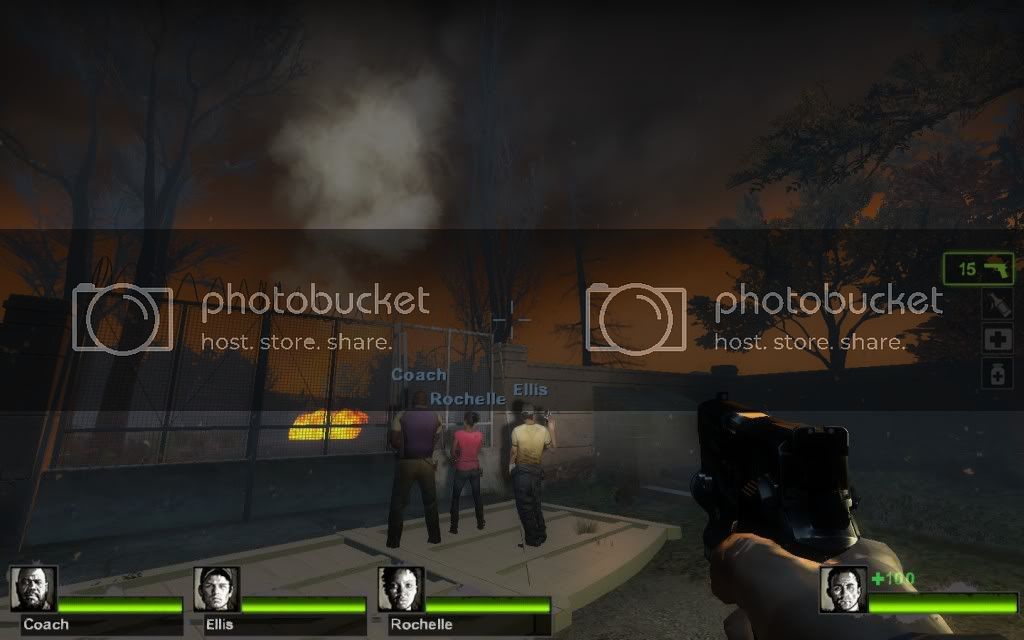 15
photobucket photobucket
host. store. share. host. store. share.
Coach
Ellis
Rochelle
+100
Coach
Ellis
Rochelle